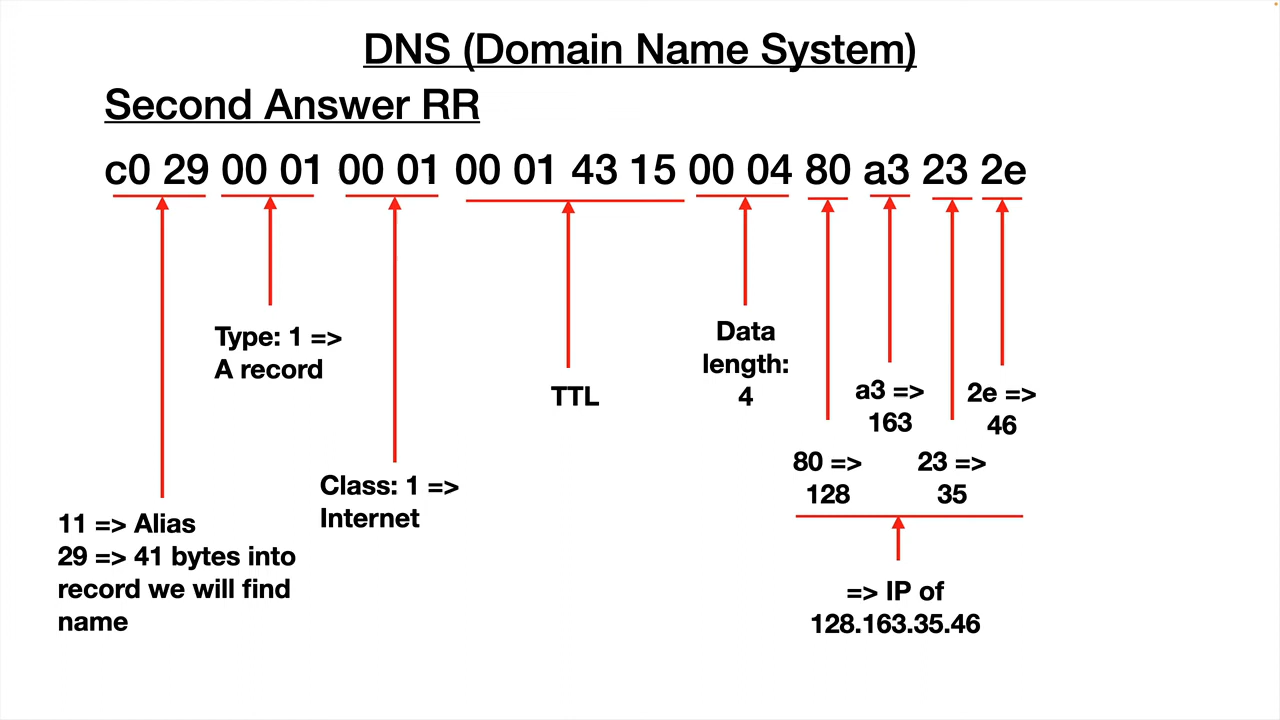 DNS (Domain Name System)
Second Answer RR
c0 29 00 01 00 01 00 01 43 15 00 04 80 a3 23 2e
Type: 1 =>
A record
Data
length:
4
TTL
a3 =>
163
2e =>
46
80 =>
128
23 =>
35
Class: 1 =>
Internet
11 => Alias
29 => 41 bytes into
record we will find
name
=> IP of
128.163.35.46